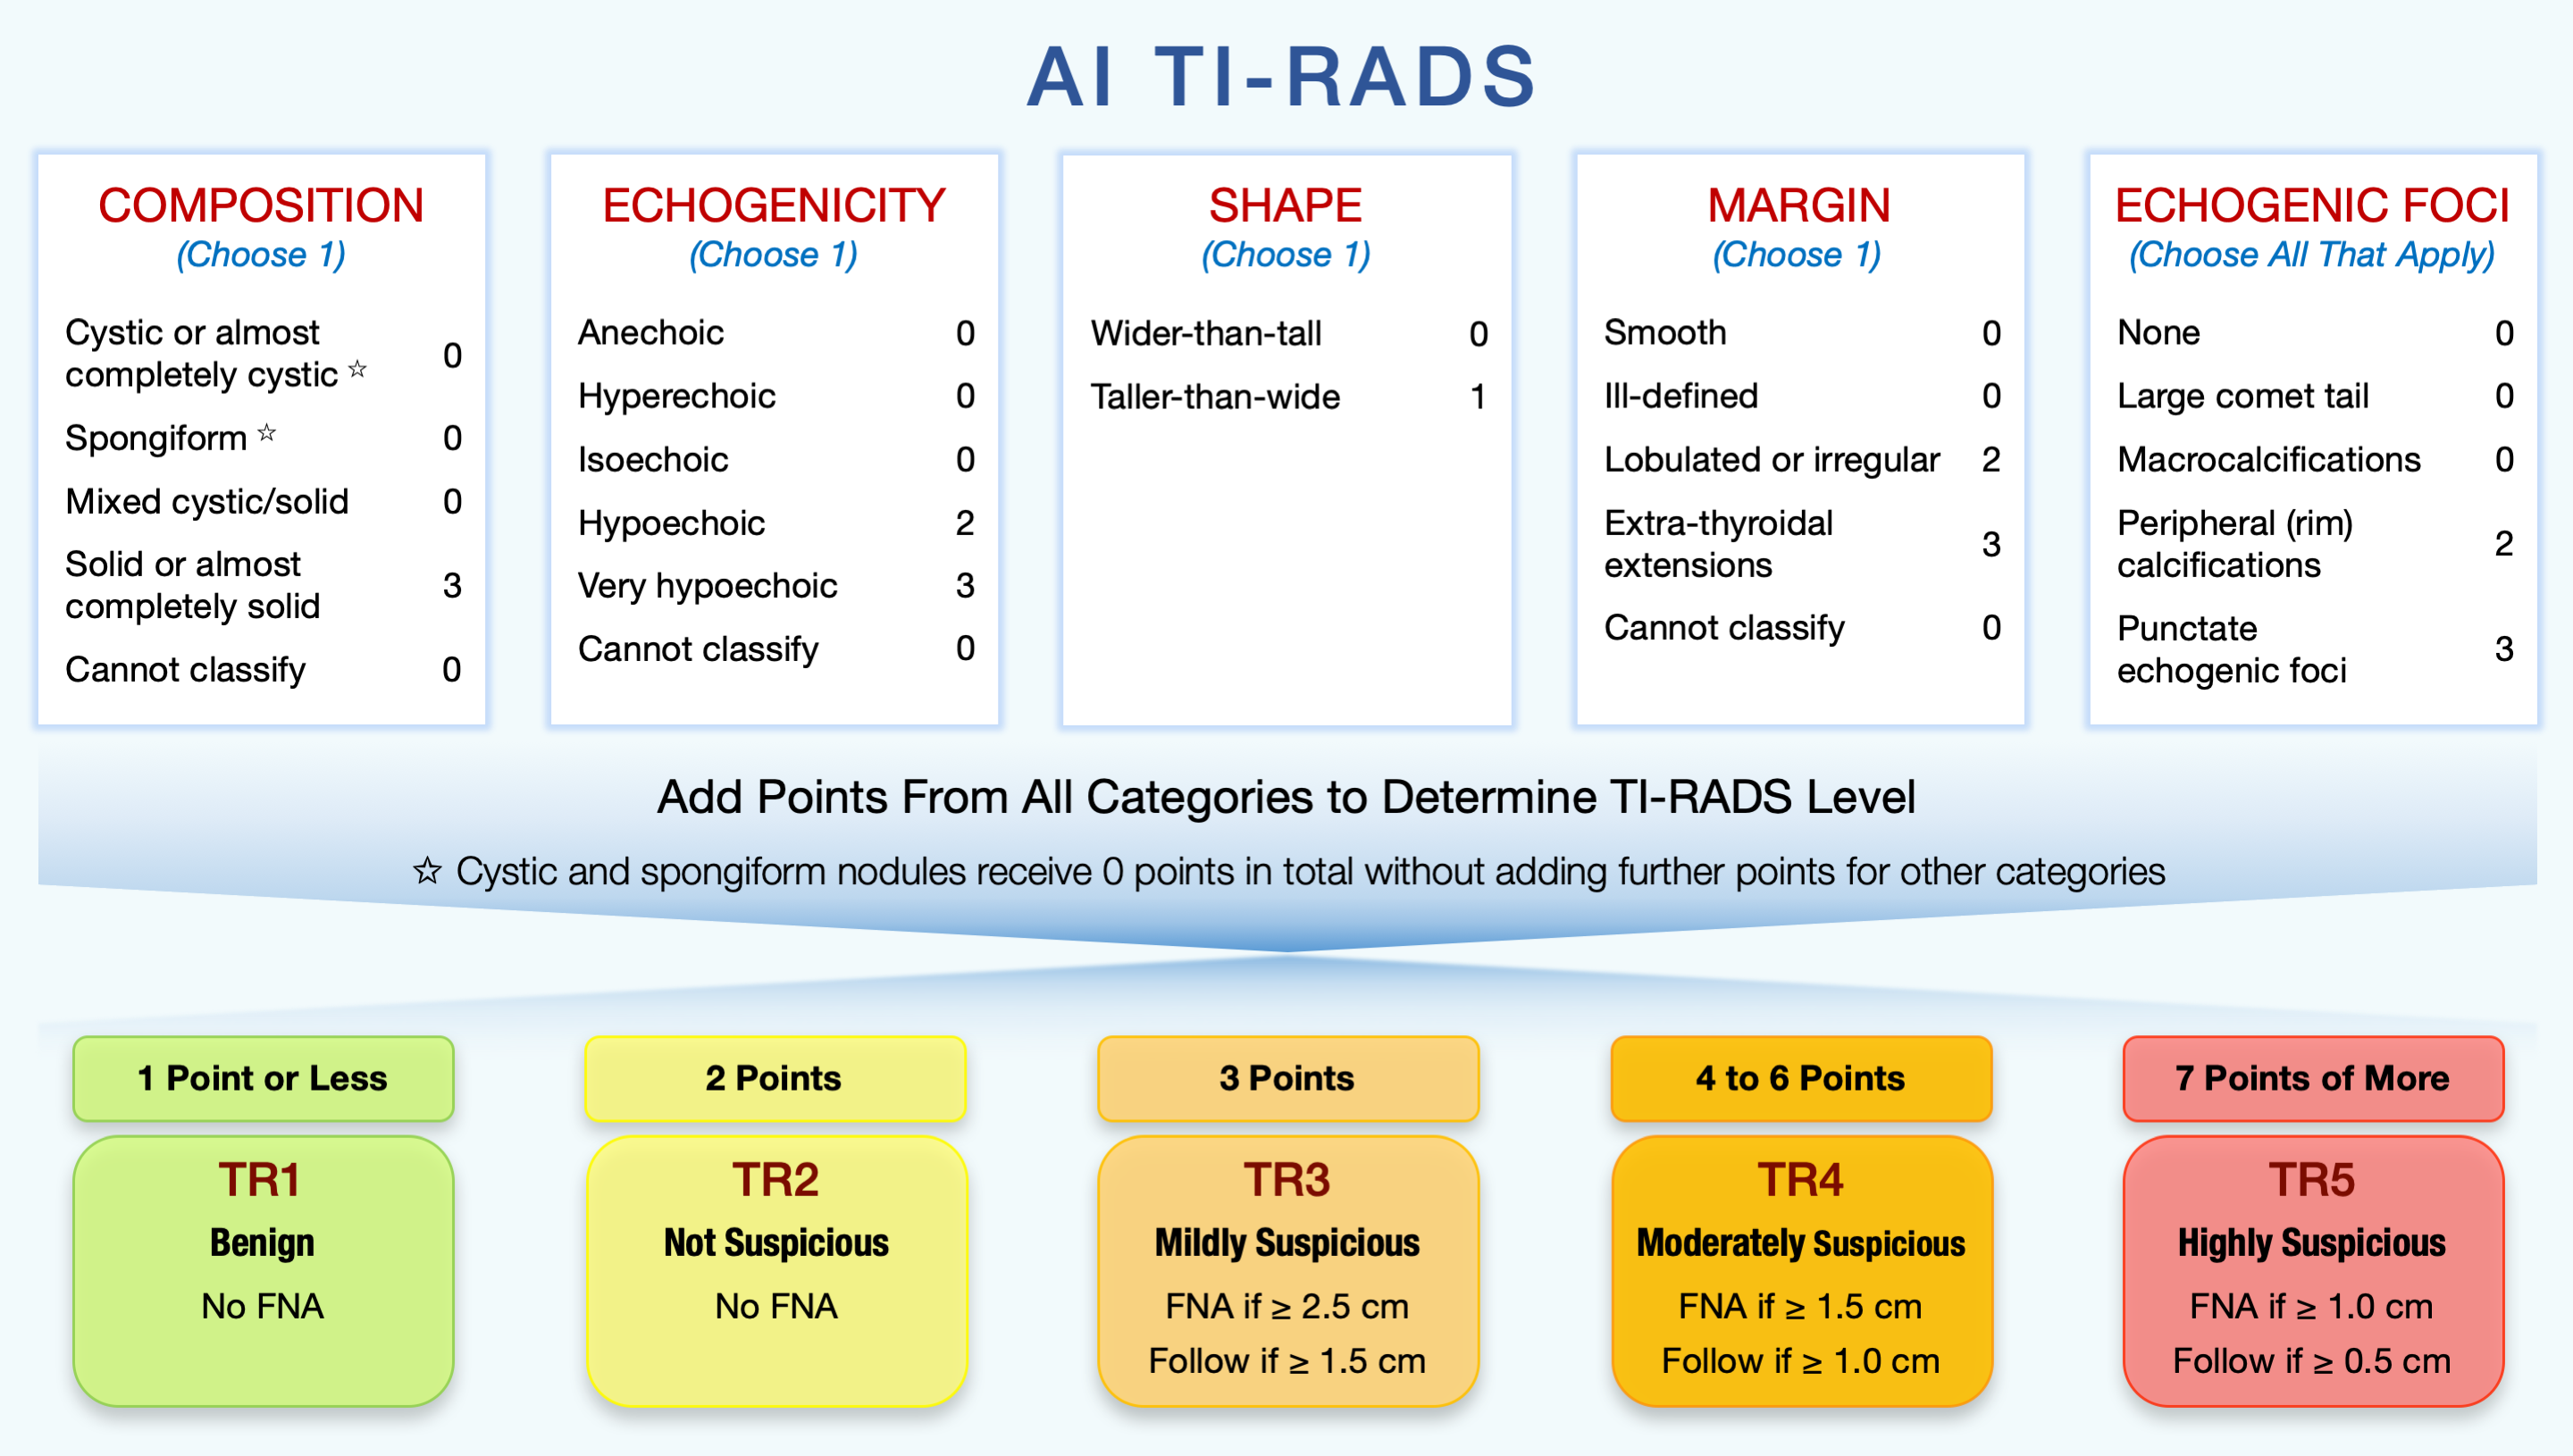 AI TI-RADS
COMPOSITION
(Choose 1)
Cystic or almost
completely cystic ☆ 0
Spongiform ☆ 0
Mixed cystic/solid 0
Solid or almost
completely solid 3
Cannot classify 0
ECHOGENICITY
(Choose 1)
Anechoic 0
Hyperechoic 0
Isoechoic 0
Hypoechoic 2
Very hypoechoic 3
Cannot classify 0
SHAPE
(Choose 1)
Wider-than-tall 0
Taller-than-wide 1
MARGIN
(Choose 1)
Smooth 0
Ill-defined 0
Lobulated or irregular 2
Extra-thyroidal
extensions 3
Cannot classify 0
ECHOGENIC FOCI
(Choose All That Apply)
None 0
Large comet tail 0
Macrocalcifications 0
Peripheral (rim)
calcifications 2
Punctate
echogenic foci 3
Add Points From All Categories to Determine TI-RADS Level
☆ Cystic and spongiform nodules receive 0 points in total without adding further points for other categories
1 Point or Less
TR1
Benign
No FNA
2 Points
TR2
Not Suspicious
No FNA
3 Points
TR3
Mildly Suspicious
FNA if ≥ 2.5 cm
Follow if ≥ 1.5 cm
4 to 6 Points
TR4
Moderately Suspicious
FNA if ≥ 1.5 cm
Follow if ≥ 1.0 cm
7 Points of More
TR5
Highly Suspicious
FNA if ≥ 1.0 cm
Follow if ≥ 0.5 cm